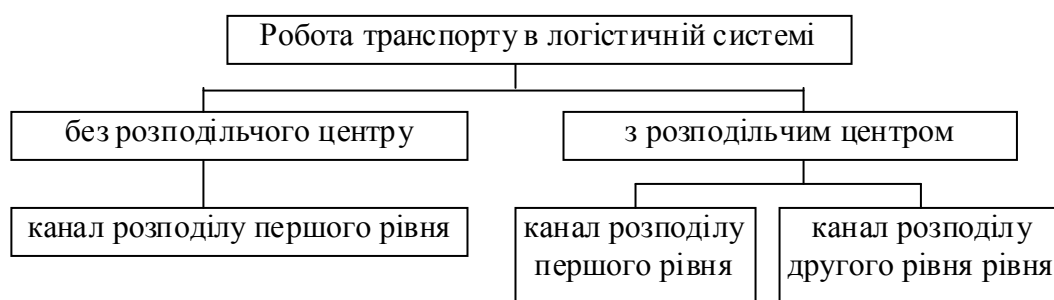 Робота транспорту в логістичній системі
без розподільчого центру
з розподільчим центром
канал розподілу першого рівня
канал розподілу
першого рівня
канал розподілу
другого рівня рівня